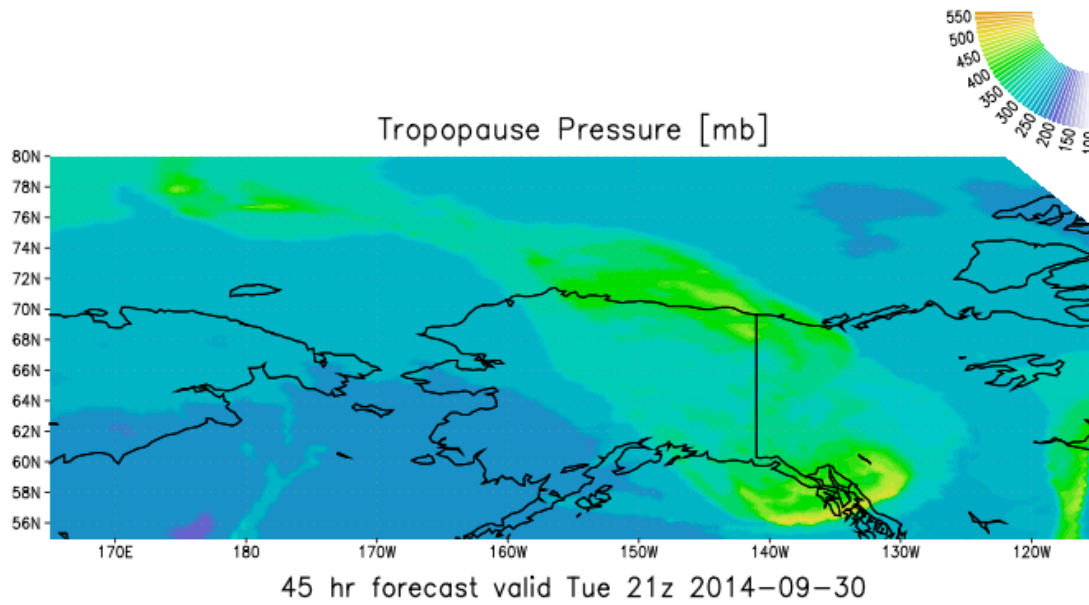 550
500
450
400
350
300
250
200
150
Tropopause Pressure [mb]
80N
78N
76N
74N
72N
70N
68N
66N
64N
62N
60N
58N
56N
170E 180 170W 160W 150W 140W 130W 120W
45 hr forecast valid Tue 21z 2014-09-30